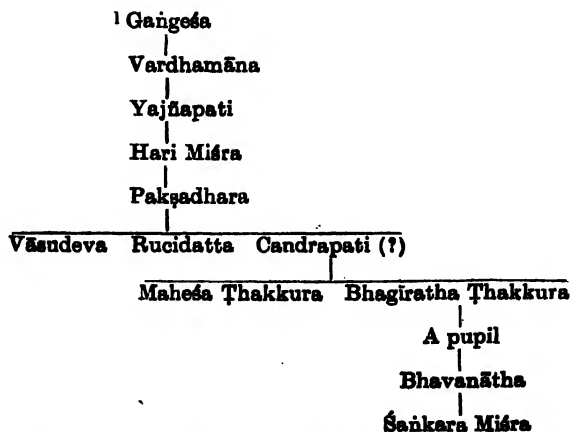 1 Gaṅgeśa
Vardhamāna
Yajñapati
Hari Miśra
Pakṣadhara
Vāsudeva Rucidatta Candrapati (?)
Maheśa Ṭhakkura Bhagīratha Ṭhakkura
A pupil
Bhavanātha
Śaṅkara Miśra